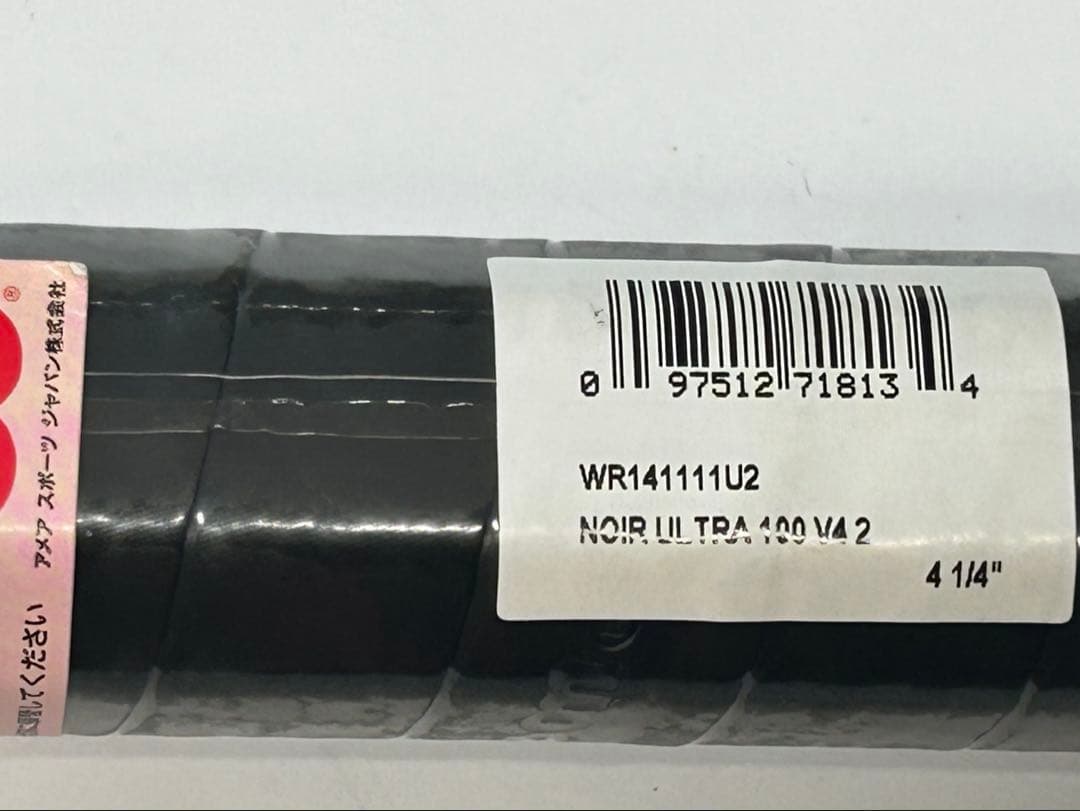 ®
アメア スポーツ ジャパン株式会社
してください
0 97512 71813 4
WR141111U2
NOIR ULTRA 100 V4 2
4 1/4"